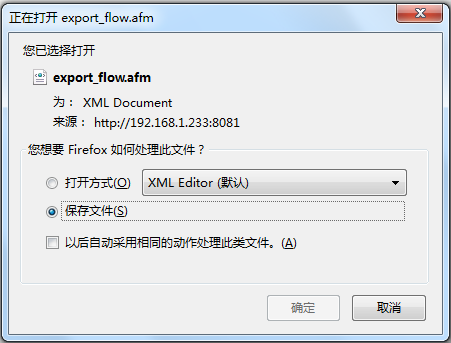 正在打开 export_flow.afm
您已选择打开
export_flow.afm
为： XML Document
来源： http://192.168.1.233:8081
您想要 Firefox 如何处理此文件？
打开方式(O) XML Editor (默认)
保存文件(S)
以后自动采用相同的动作处理此类文件。(A)
确定 取消